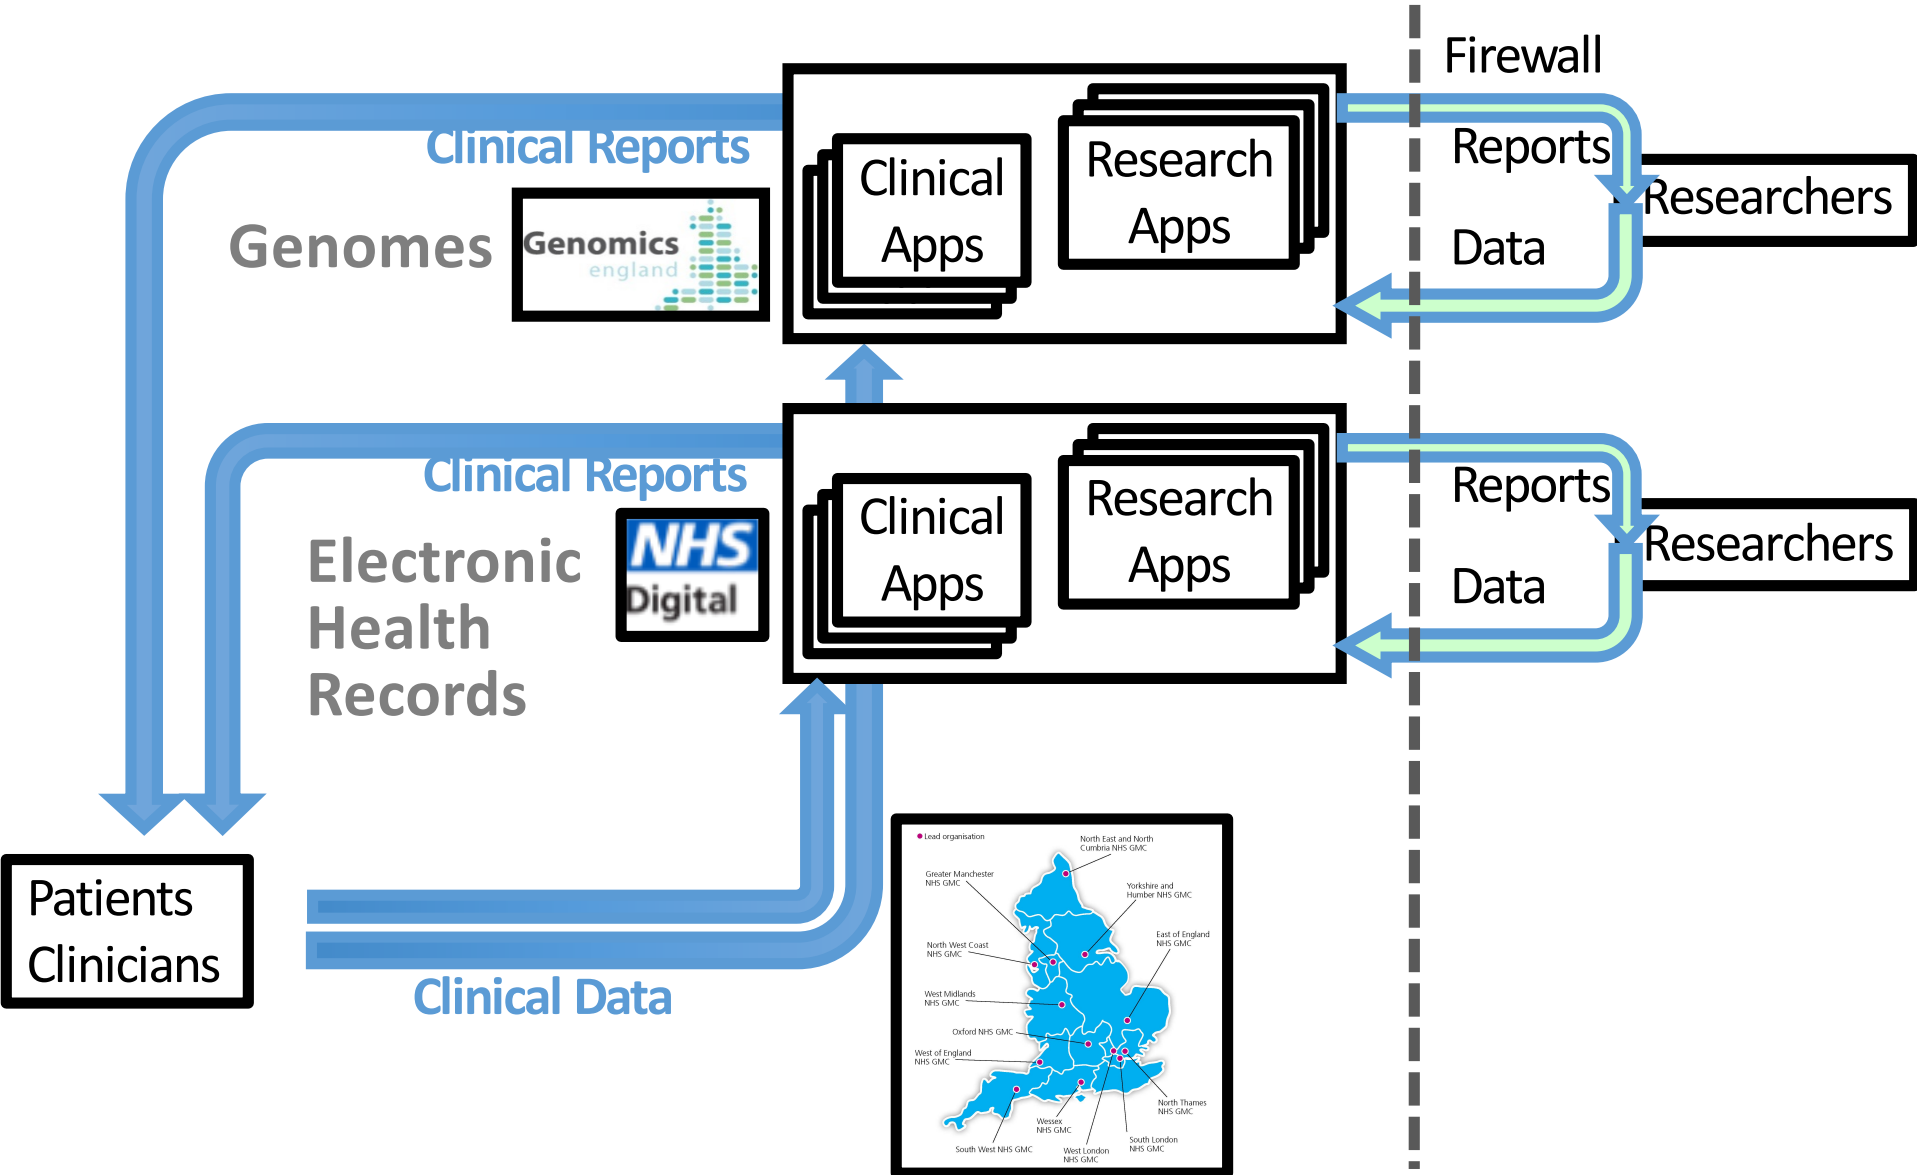 Firewall
Clinical Reports
Clinical
Apps
Research
Apps
Reports
Researchers
Data
Genomes
Genomics
england
Clinical Reports
Clinical
Apps
Research
Apps
Reports
Researchers
Data
Electronic
Health
Records
NHS
Digital
Patients
Clinicians
Clinical Data
Lead organisation
North East and North
Cumbria NHS GMC
Greater Manchester
NHS GMC
Yorkshire and
Humber NHS GMC
East of England
NHS GMC
North West Coast
NHS GMC
West Midlands
NHS GMC
Oxford NHS GMC
West of England
NHS GMC
North Thames
NHS GMC
Wessex
NHS GMC
South London
NHS GMC
South West NHS GMC
West London
NHS GMC